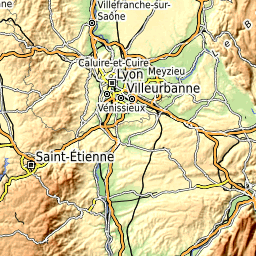 Villefranche-sur-
Saône
Caluire-et-Cuire
Lyon
Meyzieu
Villeurbanne
Vénissieux
Saint-Étienne
L e B